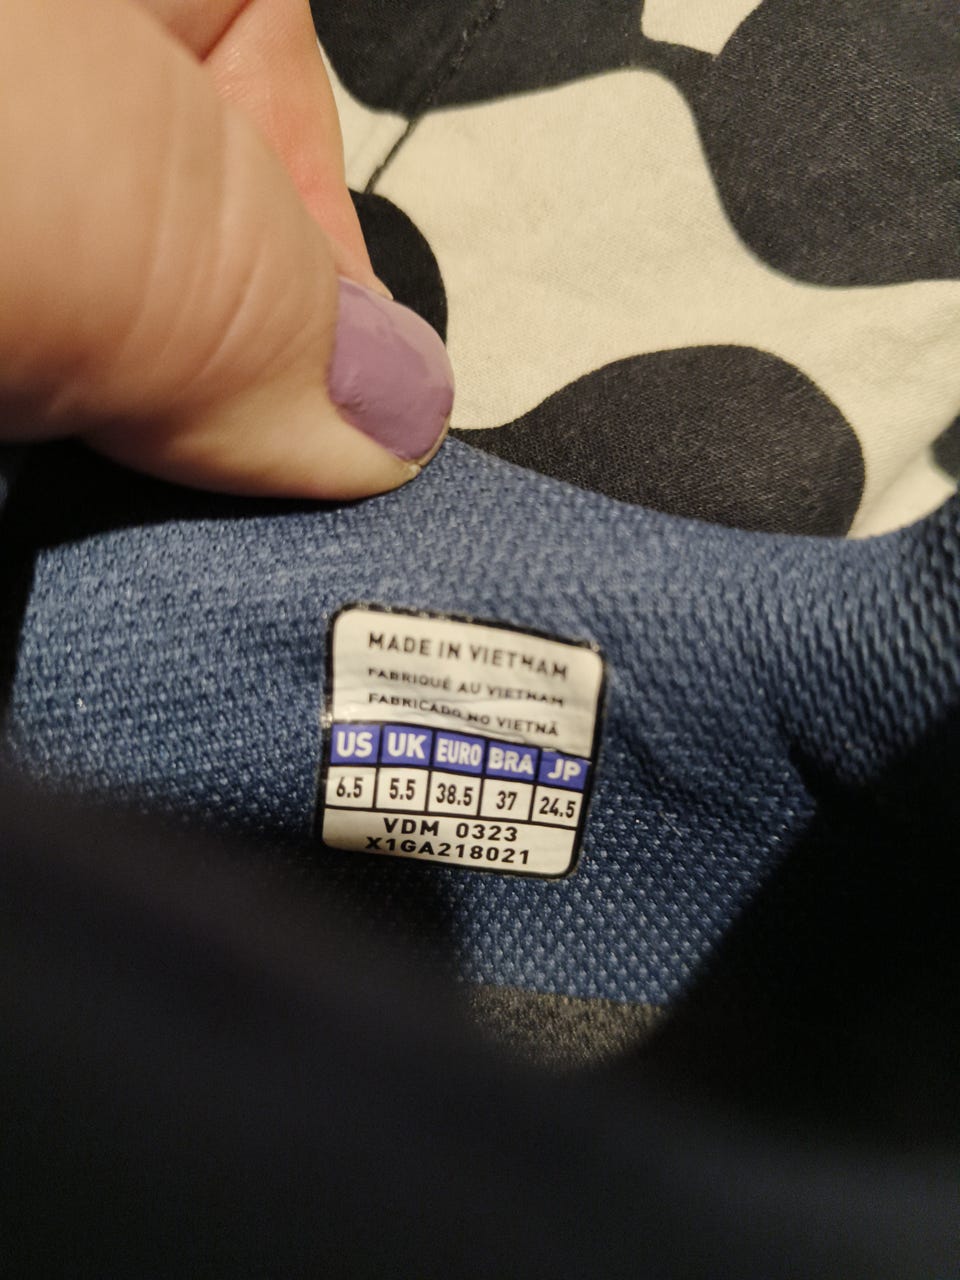 MADE IN VIETNAM
FABRIQUÉ AU VIETNAM
FABRICADO NO VIETNÃ
US UK EURO BRA JP
6.5 5.5 38.5 37 24.5
VDM 0323
X1GA218021